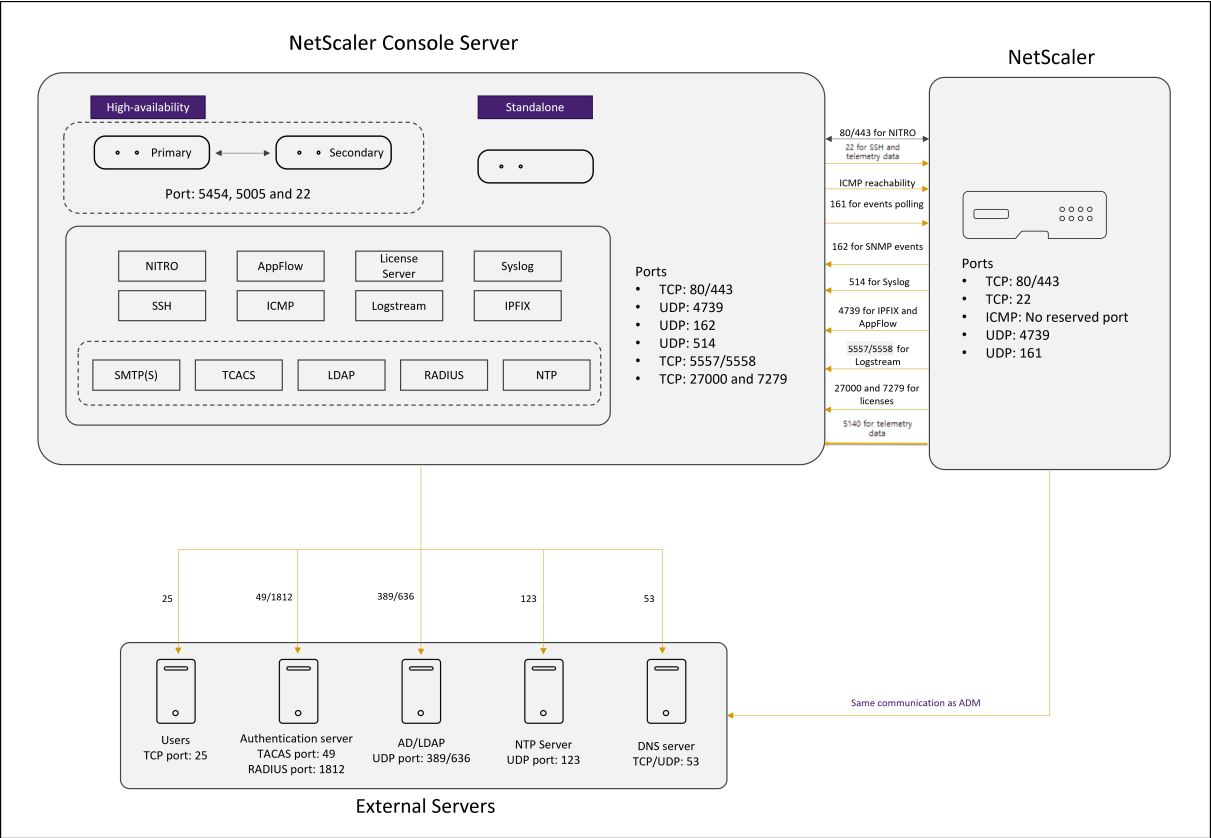 NetScaler Console Server
NetScaler
High-availability
Standalone
Primary
Secondary
Port: 5454, 5005 and 22
NITRO
AppFlow
License
Server
Syslog
SSH
ICMP
Logstream
IPFIX
SMTP(S)
TCACS
LDAP
RADIUS
NTP
Ports
• TCP: 80/443
• UDP: 4739
• UDP: 162
• UDP: 514
• TCP: 5557/5558
• TCP: 27000 and 7279
80/443 for NITRO
22 for SSH and
telemetry data
ICMP reachability
161 for events polling
162 for SNMP events
514 for Syslog
4739 for IPFIX and
AppFlow
5557/5558 for
Logstream
27000 and 7279 for
licenses
5140 for telemetry
data
Ports
• TCP: 80/443
• TCP: 22
• ICMP: No reserved port
• UDP: 4739
• UDP: 161
25
49/1812
389/636
123
53
Same communication as ADM
Users
TCP port: 25
Authentication server
TACAS port: 49
RADIUS port: 1812
AD/LDAP
UDP port: 389/636
NTP Server
UDP port: 123
DNS server
TCP/UDP: 53
External Servers